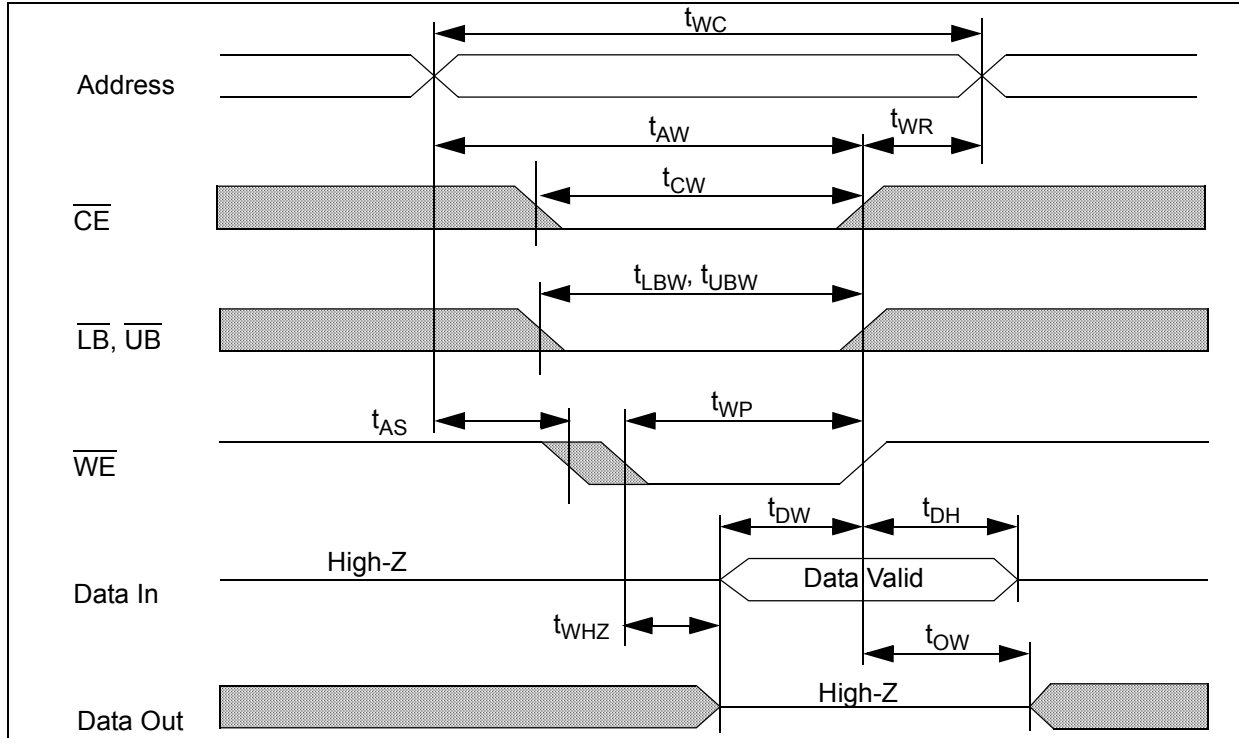 tWC
Address
tAW
tWR
tCW
CE
tLBW, tUBW
LB, UB
tAS
tWP
WE
tDW
tDH
High-Z
Data Valid
Data In
tWHZ
tOW
High-Z
Data Out